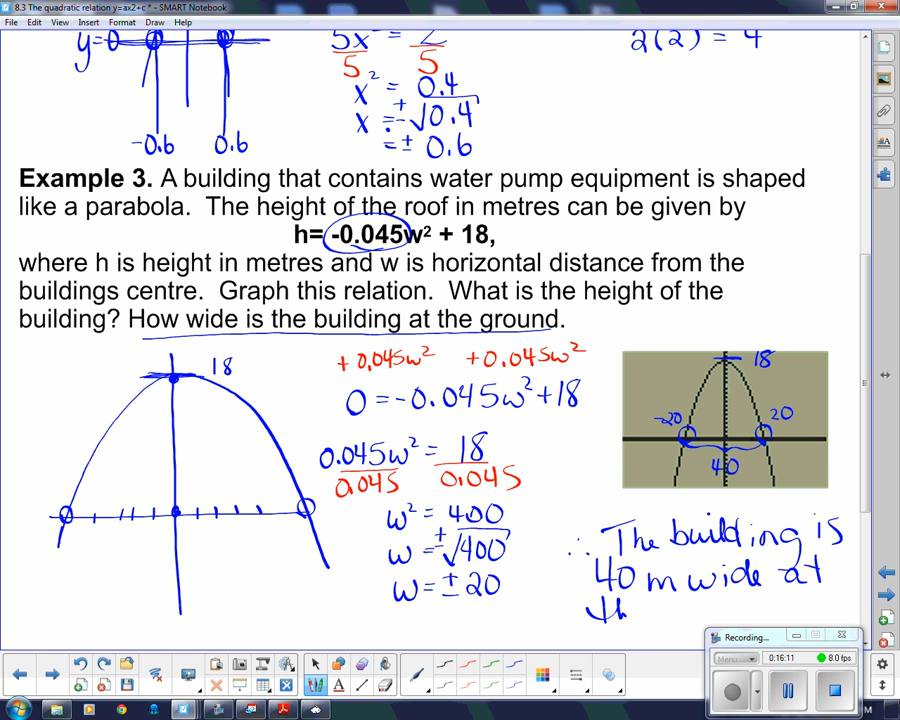 8.3 The quadratic relation y=ax2+c * - SMART Notebook
File Edit View Insert Format Draw Help
y=0
-0.6 0.6
5x² = 2
5 5
x² = 0.4
x = ±√0.4
= ± 0.6
2(2) = 4
Example 3. A building that contains water pump equipment is shaped
like a parabola. The height of the roof in metres can be given by
h= -0.045w² + 18,
where h is height in metres and w is horizontal distance from the
buildings centre. Graph this relation. What is the height of the
building? How wide is the building at the ground.
18
+0.045w² +0.045w²
0 = -0.045w² + 18
0.045w² = 18
0.045 0.045
w² = 400
w = ±√400
w = ± 20
18
-20 20
40
∴ The building is
40 m wide at
th
Recording...
Menu
0:16:11 8.0 fps